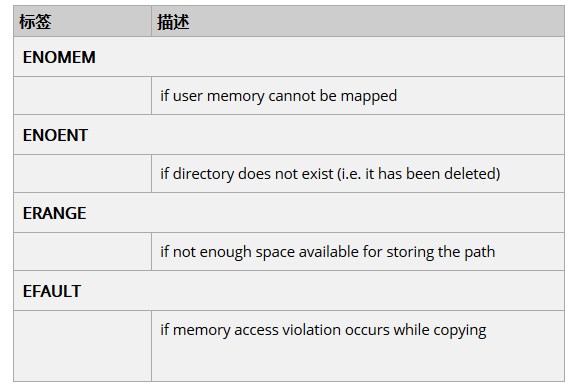 标签 描述
ENOMEM
if user memory cannot be mapped
ENOENT
if directory does not exist (i.e. it has been deleted)
ERANGE
if not enough space available for storing the path
EFAULT
if memory access violation occurs while copying